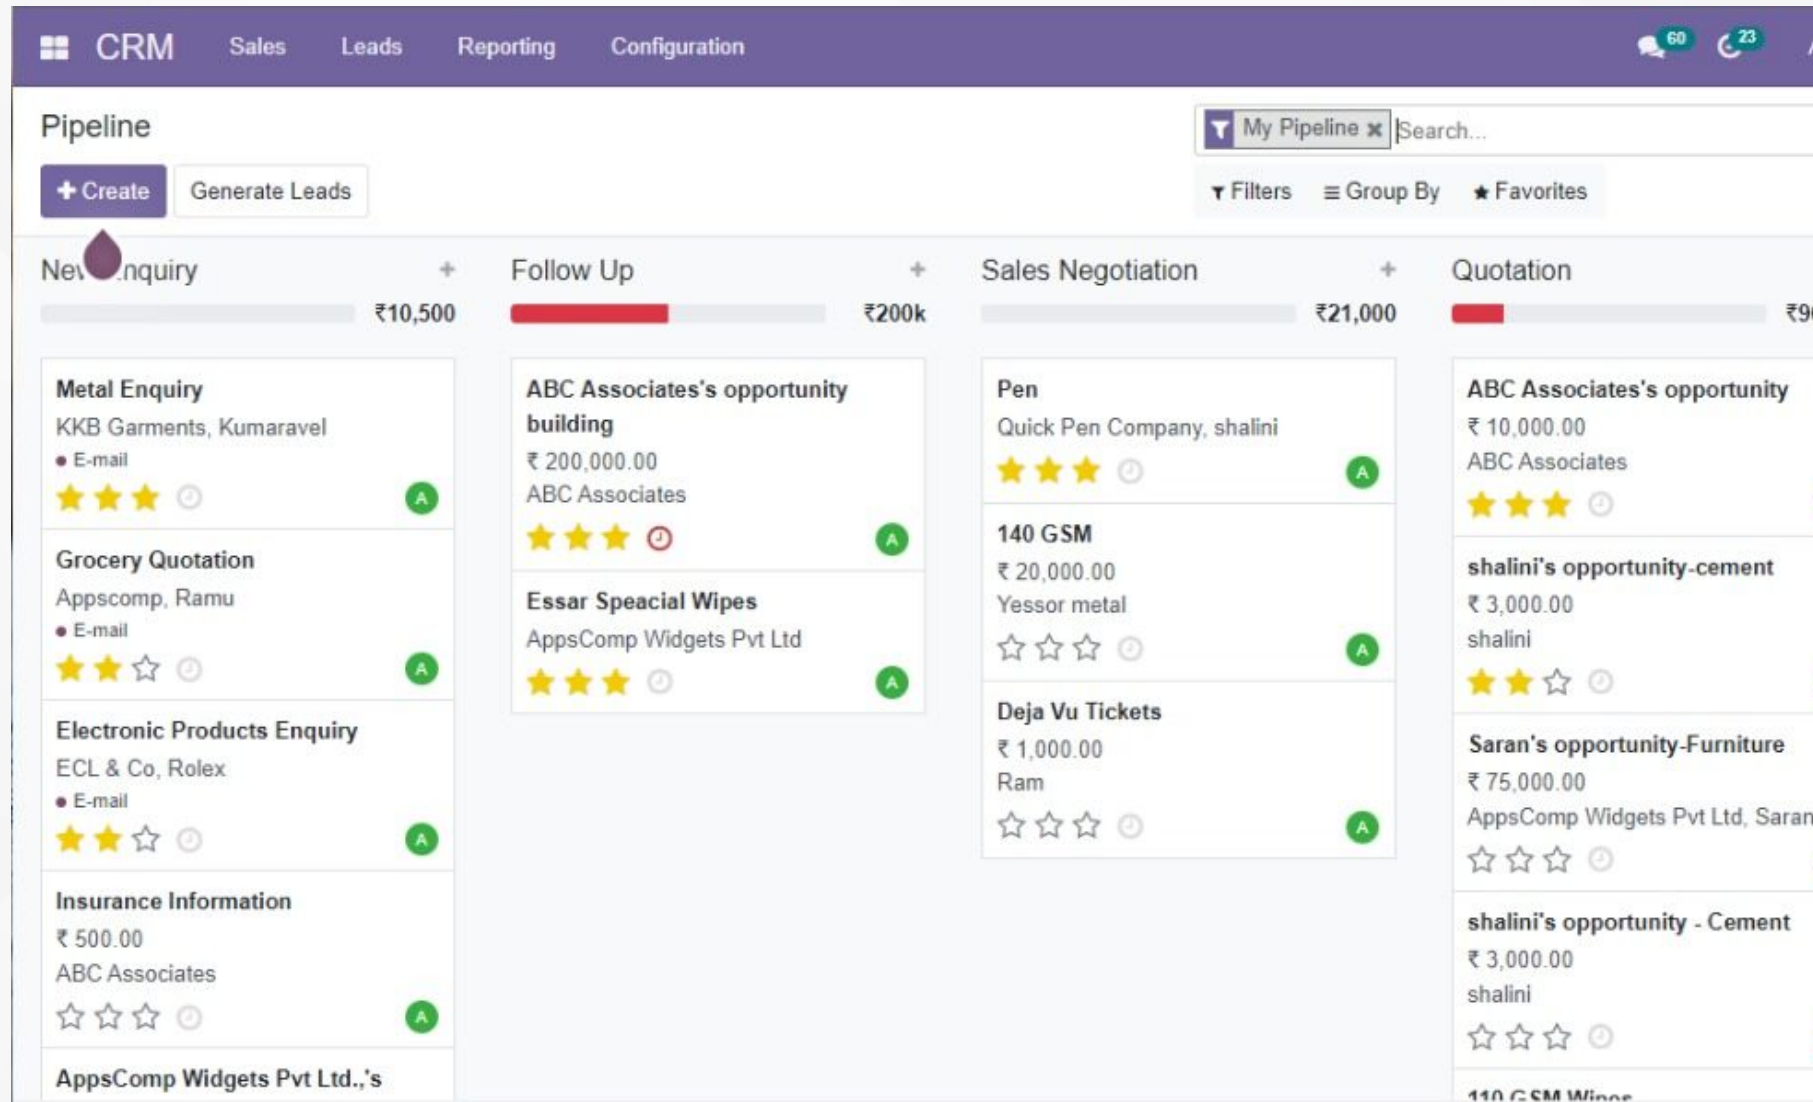 CRM Sales Leads Reporting Configuration 60 23
Pipeline
My Pipeline Search...
Create Generate Leads
Filters Group By Favorites
₹10,500
Metal Enquiry
KKB Garments, Kumaravel
E-mail
A
Grocery Quotation
Appscomp, Ramu
E-mail
A
Electronic Products Enquiry
ECL & Co, Rolex
E-mail
A
Insurance Information
₹ 500.00
ABC Associates
A
AppsComp Widgets Pvt Ltd.,'s
Follow Up
₹200k
ABC Associates's opportunity
building
₹ 200,000.00
ABC Associates
A
Essar Speacial Wipes
AppsComp Widgets Pvt Ltd
A
Sales Negotiation
₹21,000
Pen
Quick Pen Company, shalini
A
140 GSM
₹ 20,000.00
Yessor metal
A
Deja Vu Tickets
₹ 1,000.00
Ram
A
Quotation
ABC Associates's opportunity
₹ 10,000.00
ABC Associates
shalini's opportunity-cement
₹ 3,000.00
shalini
Saran's opportunity-Furniture
₹ 75,000.00
AppsComp Widgets Pvt Ltd, Saran
shalini's opportunity - Cement
₹ 3,000.00
shalini
110 GSM Wipes